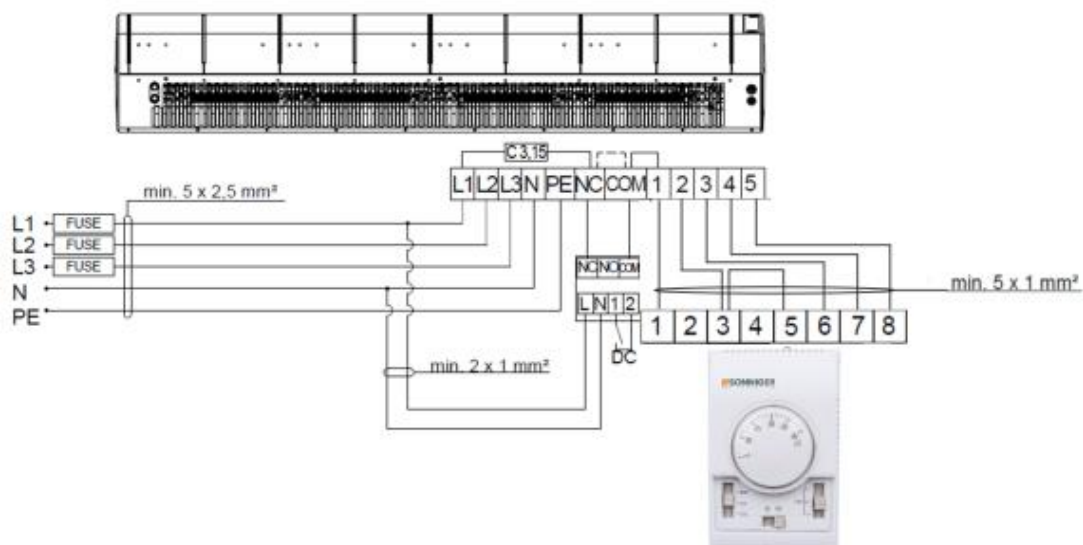 C 3,15
L1 L2 L3 N PE NC COM 1 2 3 4 5
min. 5 x 2,5 mm²
L1 FUSE
L2 FUSE
L3 FUSE
N
PE
NC NO COM
L N 1 2
DC
min. 5 x 1 mm²
1 2 3 4 5 6 7 8
min. 2 x 1 mm²
SONNIGER